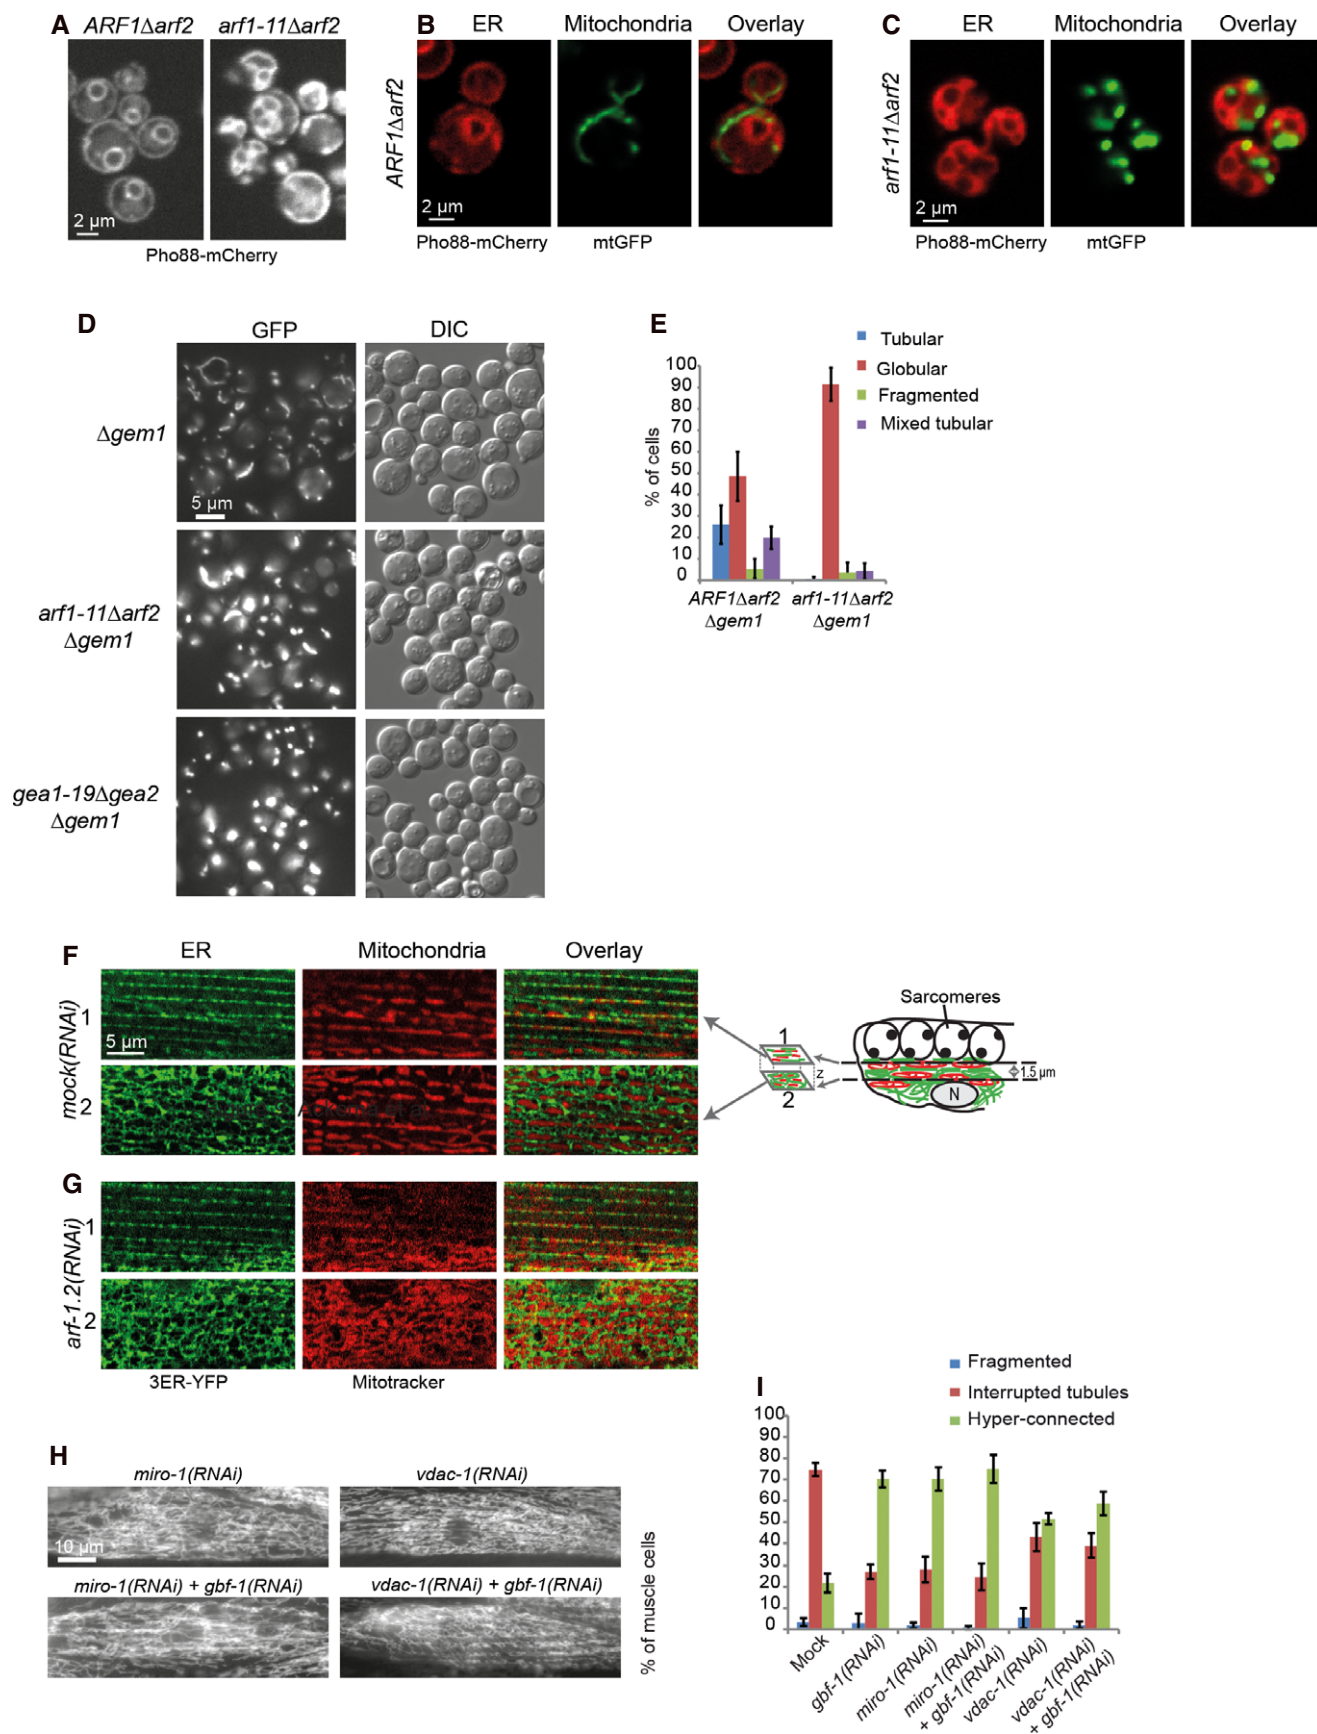 A
ARF1Δarf2
arf1-11Δarf2
2 µm
Pho88-mCherry
B
ER
Mitochondria
Overlay
ARF1Δarf2
2 µm
Pho88-mCherry
mtGFP
C
ER
Mitochondria
Overlay
arf1-11Δarf2
2 µm
Pho88-mCherry
mtGFP
D
GFP
DIC
Δgem1
5 µm
arf1-11Δarf2
Δgem1
gea1-19Δgea2
Δgem1
E
Tubular
Globular
Fragmented
Mixed tubular
% of cells
100
90
80
70
60
50
40
30
20
10
0
ARF1Δarf2
Δgem1
arf1-11Δarf2
Δgem1
F
ER
Mitochondria
Overlay
mock(RNAi)
1
5 µm
2
Sarcomeres
1
z
2
1.5 µm
N
G
arf-1.2(RNAi)
1
2
3ER-YFP
Mitotracker
H
miro-1(RNAi)
vdac-1(RNAi)
10 µm
miro-1(RNAi) + gbf-1(RNAi)
vdac-1(RNAi) + gbf-1(RNAi)
I
Fragmented
Interrupted tubules
Hyper-connected
% of muscle cells
100
90
80
70
60
50
40
30
20
10
0
Mock
gbf-1(RNAi)
miro-1(RNAi)
miro-1(RNAi)
+ gbf-1(RNAi)
vdac-1(RNAi)
vdac-1(RNAi)
+ gbf-1(RNAi)